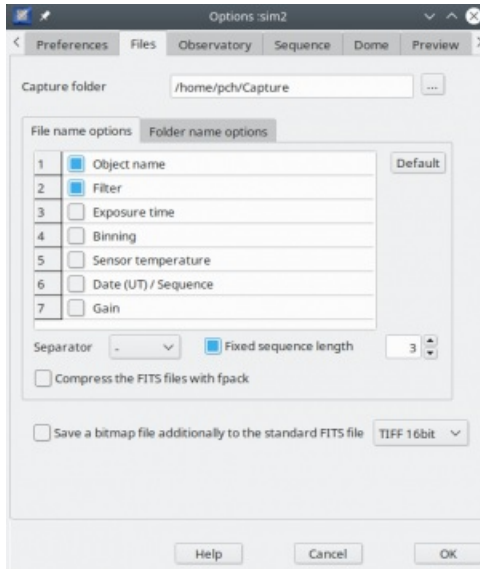 Options :sim2
Preferences Files Observatory Sequence Dome Preview
Capture folder /home/pch/Capture ...
File name options Folder name options
1 Object name Default
2 Filter
3 Exposure time
4 Binning
5 Sensor temperature
6 Date (UT) / Sequence
7 Gain
Separator - Fixed sequence length 3
Compress the FITS files with fpack
Save a bitmap file additionally to the standard FITS file TIFF 16bit
Help Cancel OK